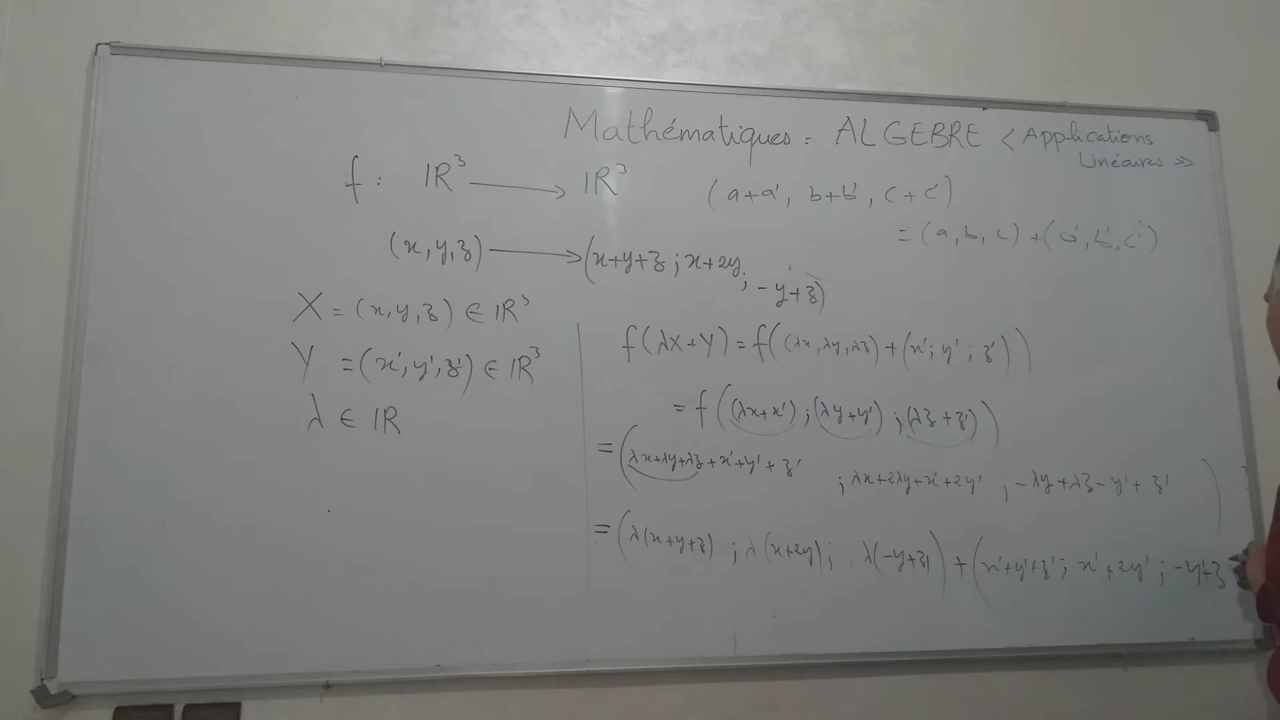 Mathématiques : ALGEBRE < Applications
Linéaires >>
f : IR³ → IR³
(a+a', b+b', c+c')
= (a, b, c) + (a', b', c')
(x, y, z) → (x+y+z ; x+2y
; -y+z)
X = (x, y, z) ∈ IR³
Y = (x', y', z') ∈ IR³
λ ∈ IR
f(λX+Y) = f((λx, λy, λz) + (x' ; y' ; z'))
= f((λx+x') ; (λy+y') ; (λz+z'))
= (λx+λy+λz+x'+y'+z' ; λx+2λy+x'+2y' ; -λy+λz-y'+z')
= (λ(x+y+z) ; λ(x+2y) ; λ(-y+z)) + (x'+y'+z' ; x'+2y' ; -y'+z